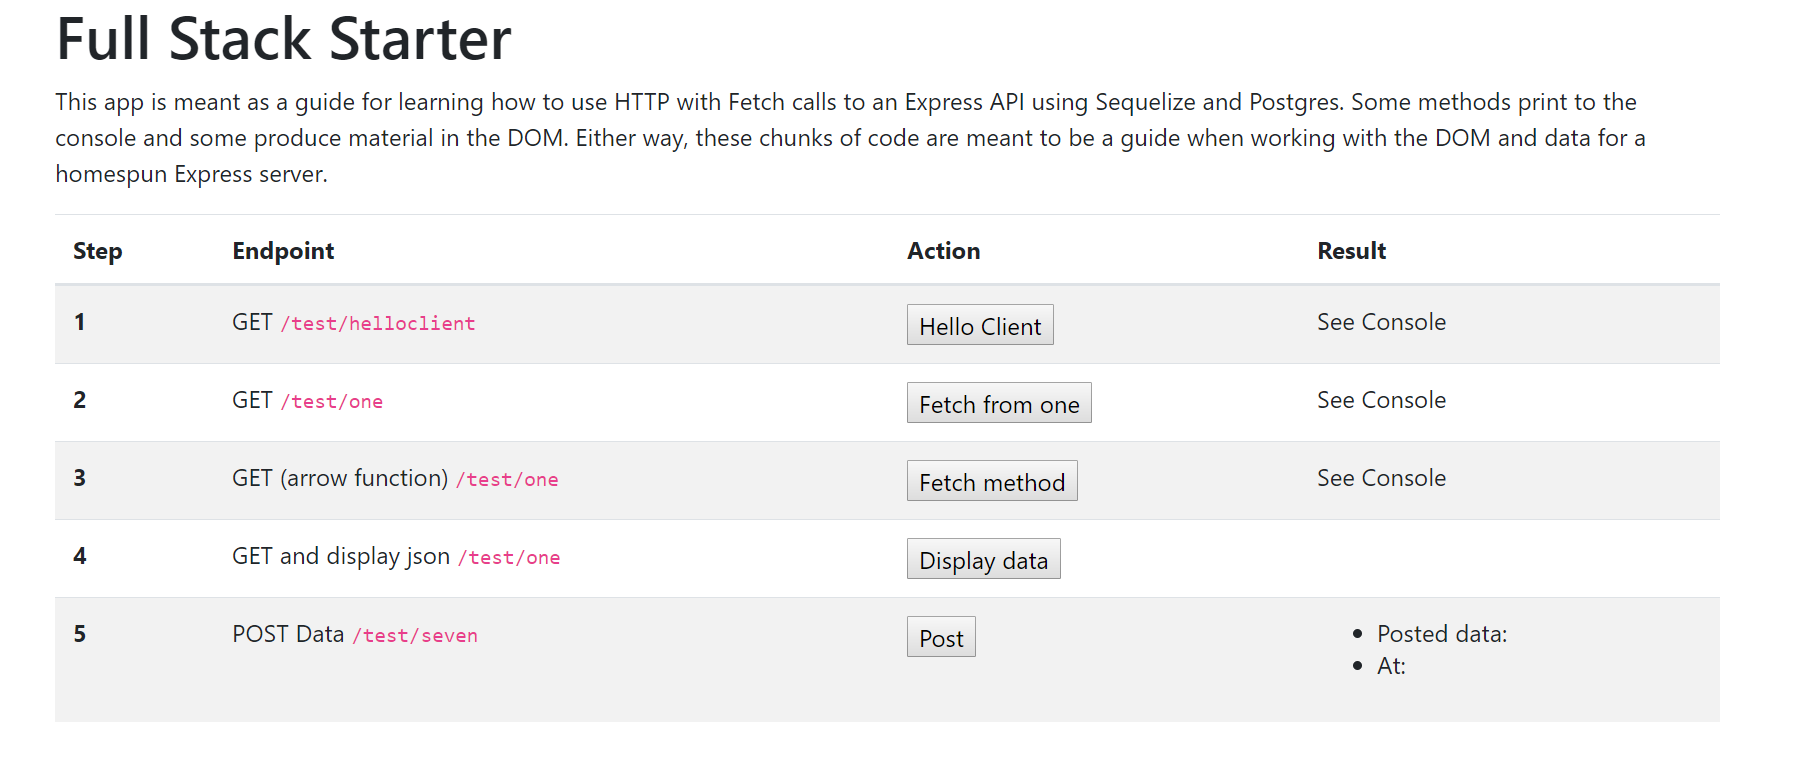 Full Stack Starter
This app is meant as a guide for learning how to use HTTP with Fetch calls to an Express API using Sequelize and Postgres. Some methods print to the
console and some produce material in the DOM. Either way, these chunks of code are meant to be a guide when working with the DOM and data for a
homespun Express server.
Step Endpoint Action Result
1 GET /test/helloclient Hello Client See Console
2 GET /test/one Fetch from one See Console
3 GET (arrow function) /test/one Fetch method See Console
4 GET and display json /test/one Display data
5 POST Data /test/seven Post • Posted data:
• At: